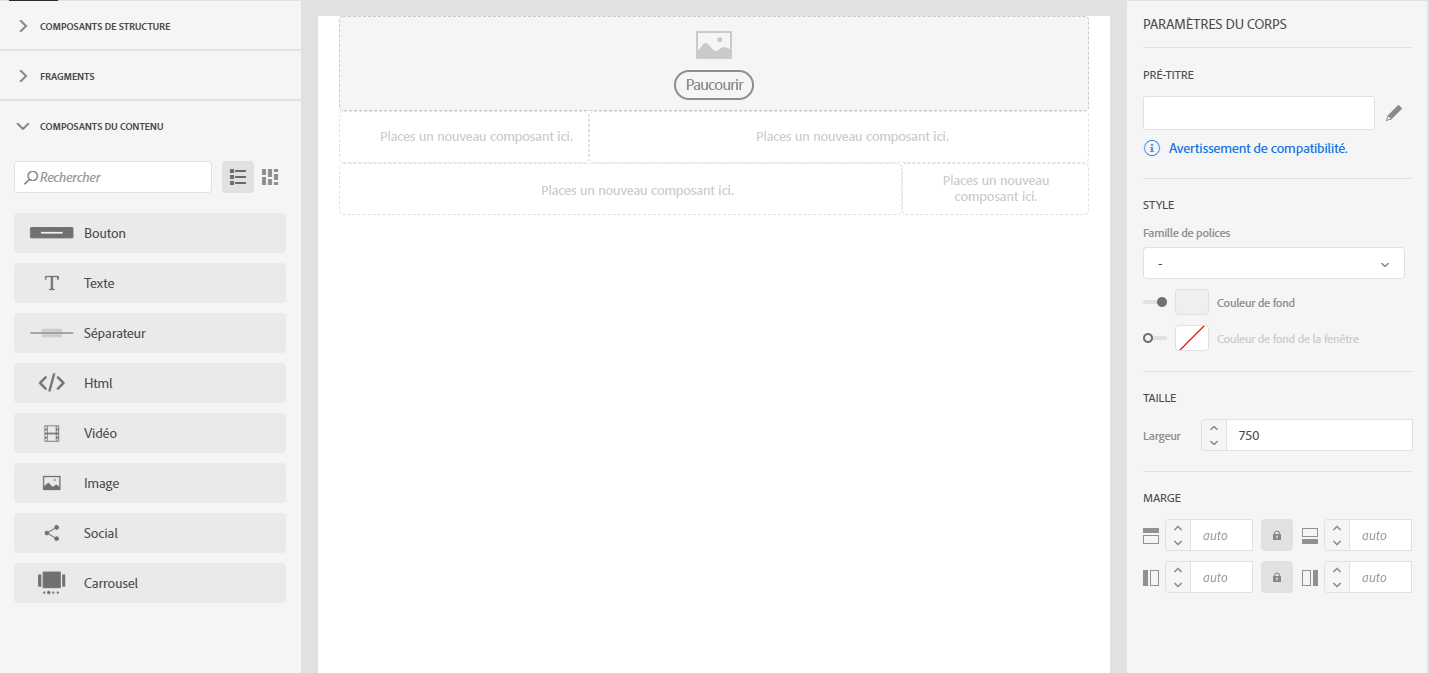 COMPOSANTS DE STRUCTURE
FRAGMENTS
COMPOSANTS DU CONTENU
Rechercher
Bouton
Texte
Séparateur
Html
Vidéo
Image
Social
Carrousel
Paucourir
Places un nouveau composant ici.
Places un nouveau composant ici.
Places un nouveau composant ici.
Places un nouveau
composant ici.
PARAMÈTRES DU CORPS
PRÉ-TITRE
Avertissement de compatibilité.
STYLE
Famille de polices
-
Couleur de fond
Couleur de fond de la fenêtre
TAILLE
Largeur
750
MARGE
auto
auto
auto
auto